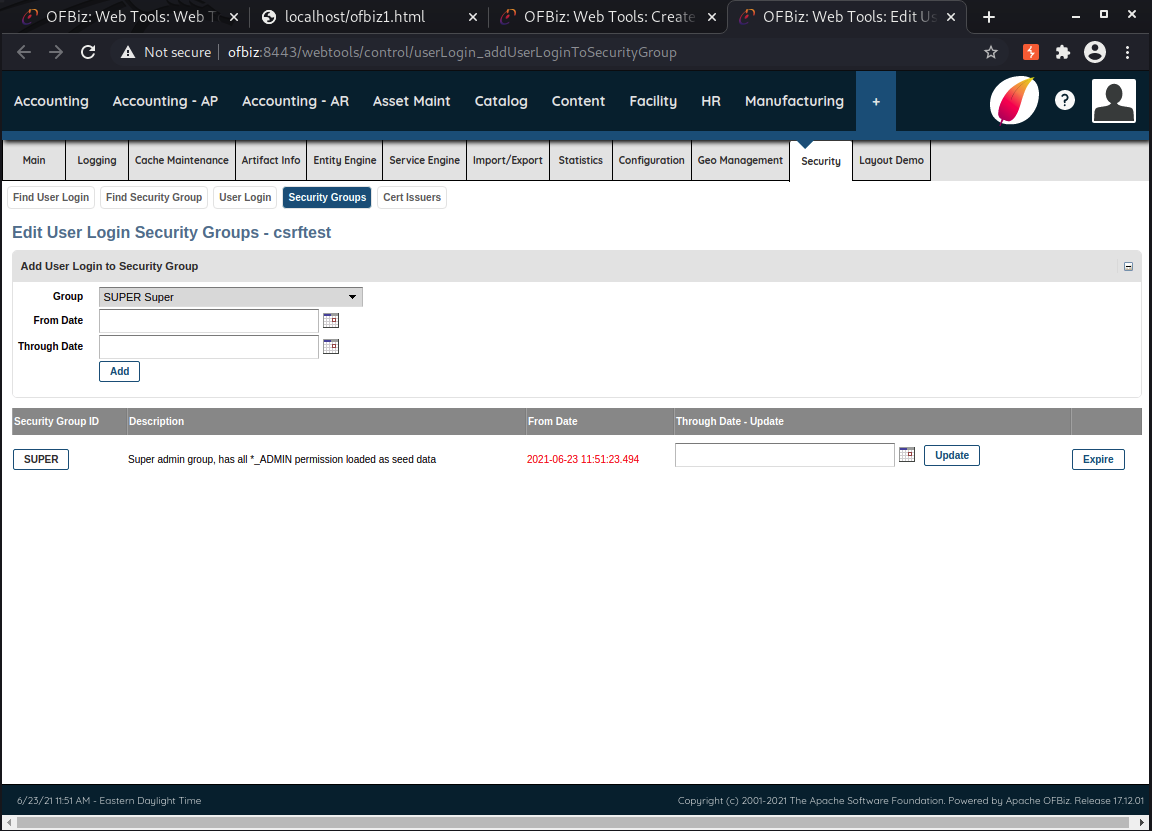 OFBiz: Web Tools: Web T
localhost/ofbiz1.html
OFBiz: Web Tools: Create
OFBiz: Web Tools: Edit Us
Not secure
ofbiz:8443/webtools/control/userLogin_addUserLoginToSecurityGroup
Accounting
Accounting - AP
Accounting - AR
Asset Maint
Catalog
Content
Facility
HR
Manufacturing
+
?
Main
Logging
Cache Maintenance
Artifact Info
Entity Engine
Service Engine
Import/Export
Statistics
Configuration
Geo Management
Security
Layout Demo
Find User Login
Find Security Group
User Login
Security Groups
Cert Issuers
Edit User Login Security Groups - csrftest
Add User Login to Security Group
Group
SUPER Super
From Date
Through Date
Add
Security Group ID
Description
From Date
Through Date - Update
SUPER
Super admin group, has all *_ADMIN permission loaded as seed data
2021-06-23 11:51:23.494
Update
Expire
6/23/21 11:51 AM - Eastern Daylight Time
Copyright (c) 2001-2021 The Apache Software Foundation. Powered by Apache OFBiz. Release 17.12.01